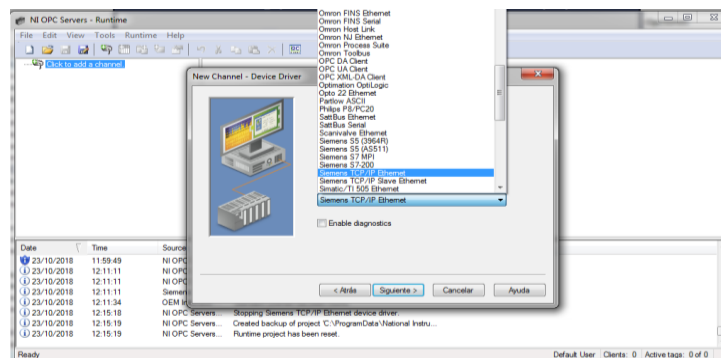 NI OPC Servers - Runtime
File Edit View Tools Runtime Help
Click to add a channel.
New Channel - Device Driver
Omron FINS Ethernet
Omron FINS Serial
Omron Host Link
Omron NJ Ethernet
Omron Process Suite
Omron Toolbus
OPC DA Client
OPC UA Client
OPC XML-DA Client
Optimation OptiLogic
Opto 22 Ethernet
Partlow ASCII
Philips P8/PC20
SattBus Ethernet
SattBus Serial
Scanivalve Ethernet
Siemens S5 (3964R)
Siemens S5 (AS511)
Siemens S7 MPI
Siemens S7-200
Siemens TCP/IP Ethernet
Siemens TCP/IP Slave Ethernet
Simatic/TI 505 Ethernet
Siemens TCP/IP Ethernet
Enable diagnostics
< Atrás Siguiente > Cancelar Ayuda
Date Time Source
23/10/2018 11:59:49 NI OPC
23/10/2018 12:11:11 NI OPC
23/10/2018 12:11:11 NI OPC
23/10/2018 12:11:11 Siemens
23/10/2018 12:11:34 OEM In
23/10/2018 12:15:18 NI OPC Servers... Stopping Siemens TCP/IP Ethernet device driver.
23/10/2018 12:15:19 NI OPC Servers... Created backup of project 'C:\ProgramData\National Instru...
23/10/2018 12:15:19 NI OPC Servers... Runtime project has been reset.
Ready Default User Clients: 0 Active tags: 0 of 0